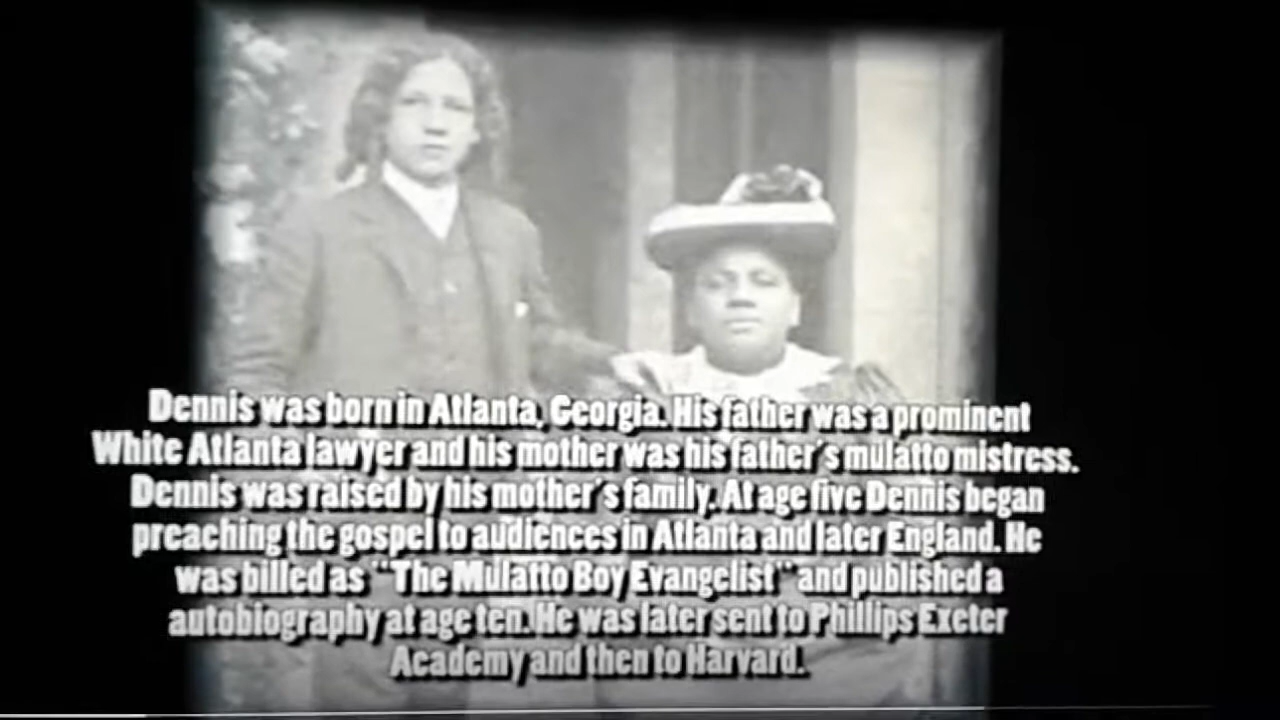 Dennis was born in Atlanta, Georgia. His father was a prominent
White Atlanta lawyer and his mother was his father's mulatto mistress.
Dennis was raised by his mother's family. At age five Dennis began
preaching the gospel to audiences in Atlanta and later England. He
was billed as "The Mulatto Boy Evangelist" and published a
autobiography at age ten. He was later sent to Phillips Exeter
Academy and then to Harvard.